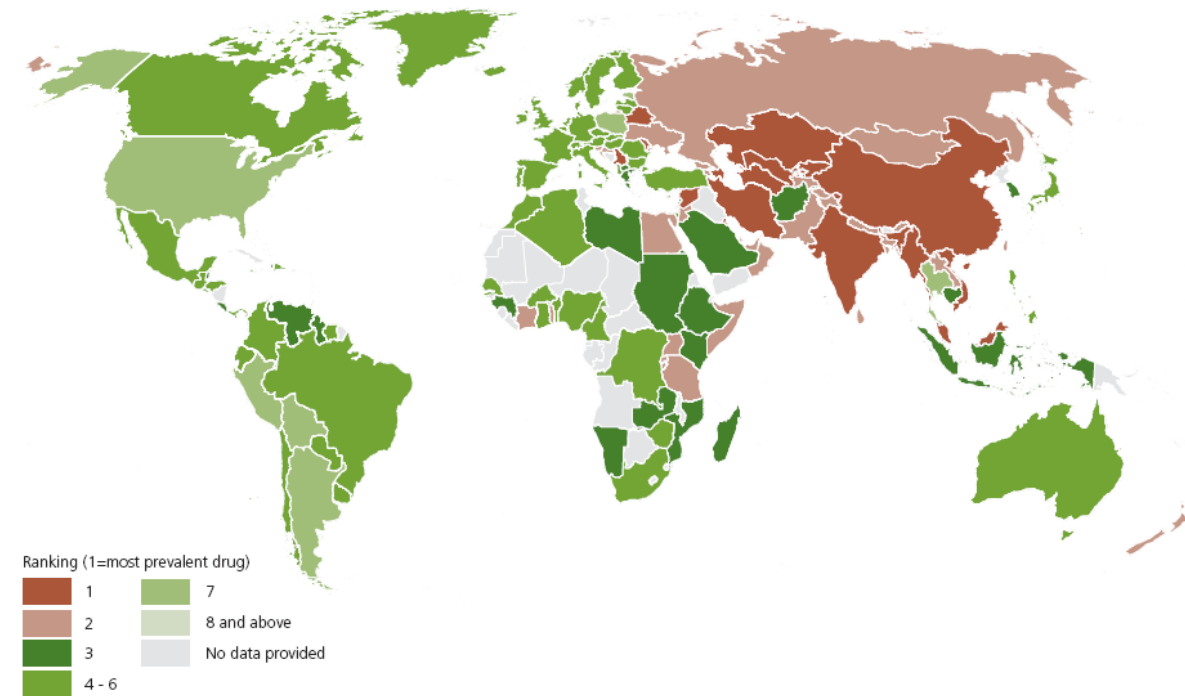 Ranking (1=most prevalent drug)
1
2
3
4 - 6
7
8 and above
No data provided